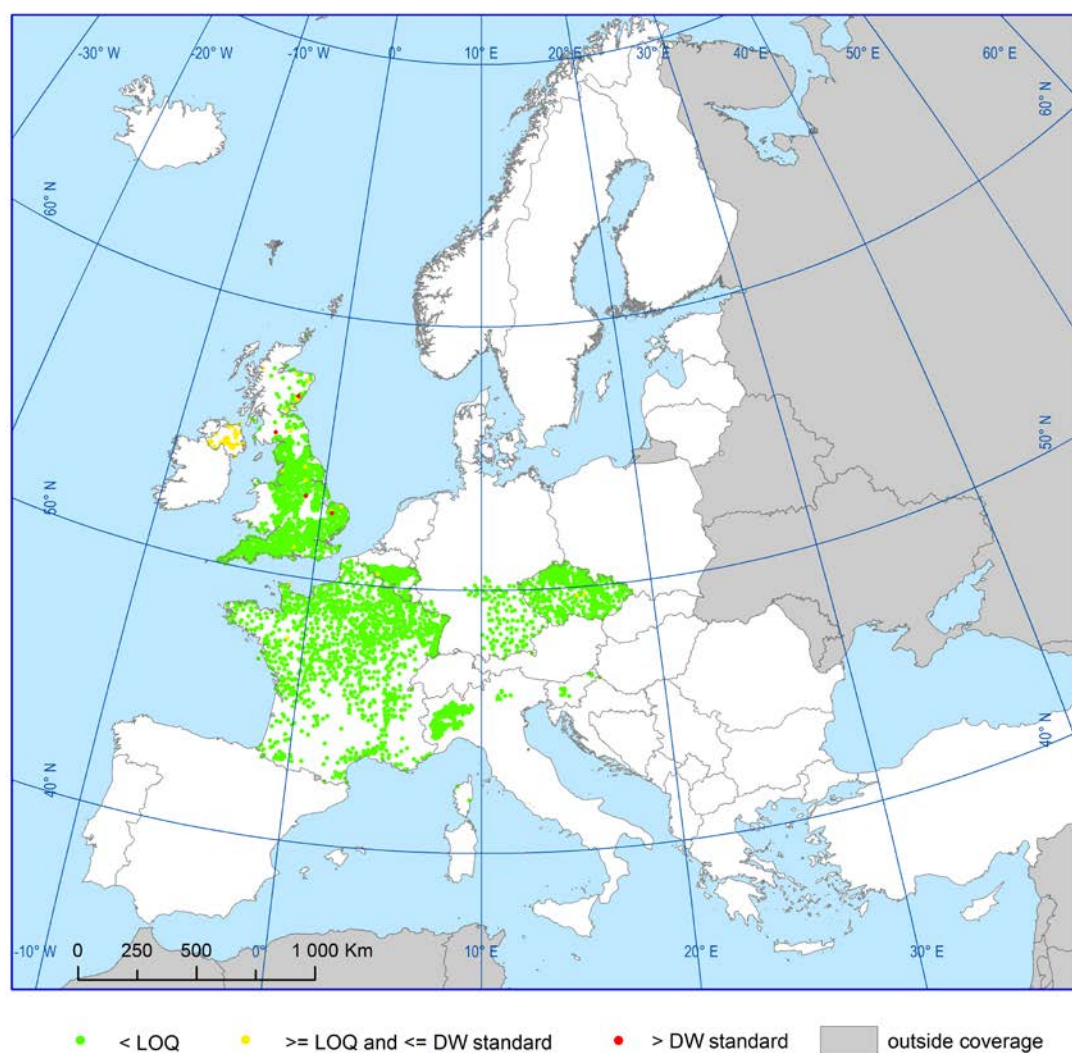 -30° W -20° W -10° W 0° 10° E 20° E 30° E 40° E 50° E 60° E
60° N 60° N
50° N 50° N
40° N 40° N
0 250 500 1 000 Km
-10° W 0° 10° E 20° E 30° E
< LOQ >= LOQ and <= DW standard > DW standard outside coverage